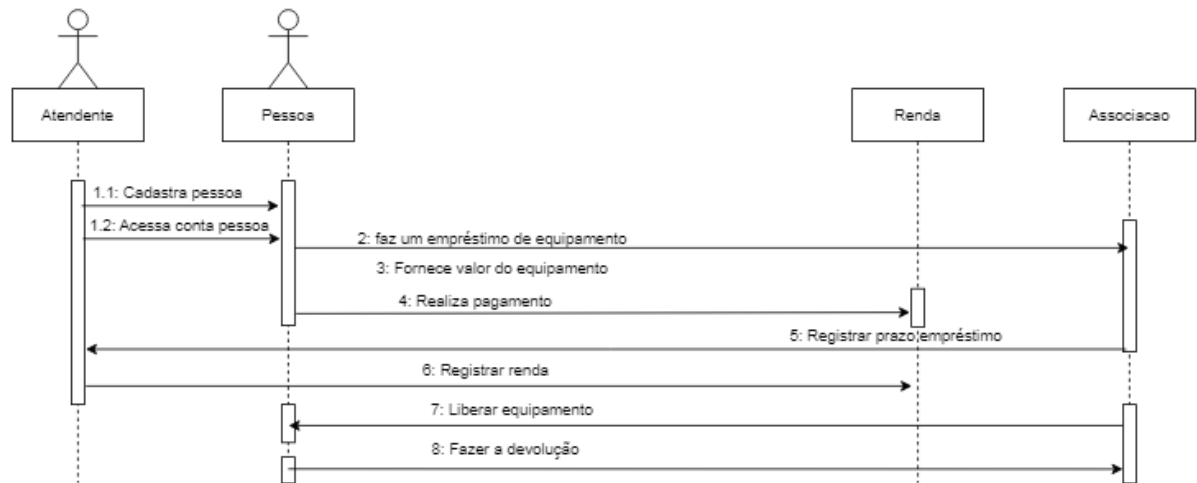 Atendente
Pessoa
Renda
Associacao
1.1: Cadastra pessoa
1.2: Acessa conta pessoa
2: faz um empréstimo de equipamento
3: Fornece valor do equipamento
4: Realiza pagamento
5: Registrar prazo empréstimo
6: Registrar renda
7: Liberar equipamento
8: Fazer a devolução